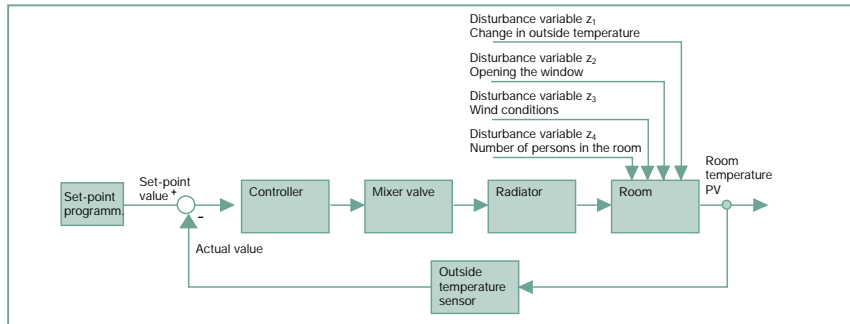 Disturbance variable z₁
Change in outside temperature
Disturbance variable z₂
Opening the window
Disturbance variable z₃
Wind conditions
Disturbance variable z₄
Number of persons in the room
Room
temperature
PV
Set-point
value
+
Set-point
programm.
Controller
Mixer valve
Radiator
Room
-
Actual value
Outside
temperature
sensor